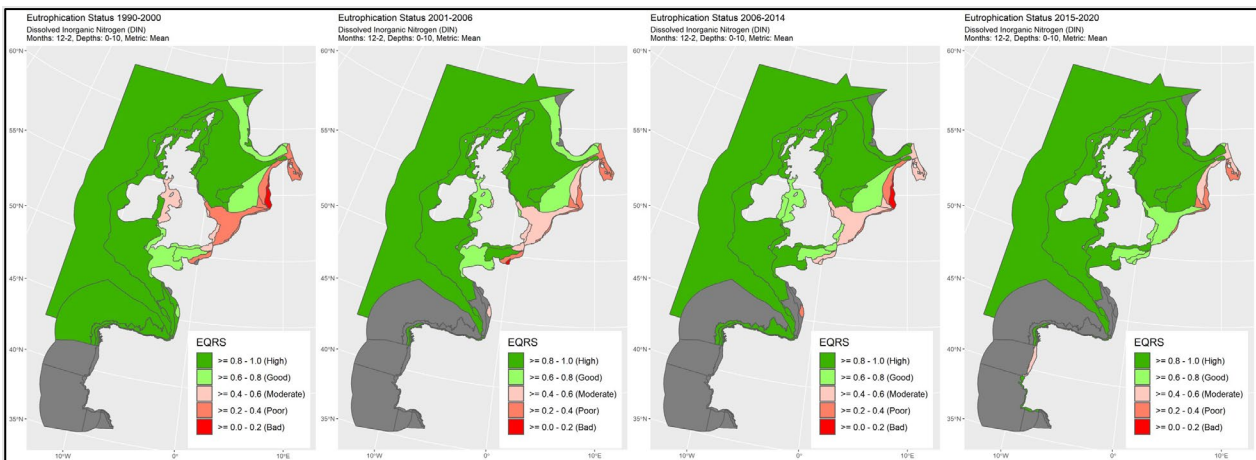 Eutrophication Status 1990-2000
Dissolved Inorganic Nitrogen (DIN)
Months: 12-2, Depths: 0-10, Metric: Mean
60°N
55°N
50°N
45°N
40°N
35°N
10°W
0°
10°E
EQRS
>= 0.8 - 1.0 (High)
>= 0.6 - 0.8 (Good)
>= 0.4 - 0.6 (Moderate)
>= 0.2 - 0.4 (Poor)
>= 0.0 - 0.2 (Bad)
Eutrophication Status 2001-2006
Dissolved Inorganic Nitrogen (DIN)
Months: 12-2, Depths: 0-10, Metric: Mean
60°N
55°N
50°N
45°N
40°N
35°N
10°W
0°
10°E
EQRS
>= 0.8 - 1.0 (High)
>= 0.6 - 0.8 (Good)
>= 0.4 - 0.6 (Moderate)
>= 0.2 - 0.4 (Poor)
>= 0.0 - 0.2 (Bad)
Eutrophication Status 2006-2014
Dissolved Inorganic Nitrogen (DIN)
Months: 12-2, Depths: 0-10, Metric: Mean
60°N
55°N
50°N
45°N
40°N
35°N
10°W
0°
10°E
EQRS
>= 0.8 - 1.0 (High)
>= 0.6 - 0.8 (Good)
>= 0.4 - 0.6 (Moderate)
>= 0.2 - 0.4 (Poor)
>= 0.0 - 0.2 (Bad)
Eutrophication Status 2015-2020
Dissolved Inorganic Nitrogen (DIN)
Months: 12-2, Depths: 0-10, Metric: Mean
60°N
55°N
50°N
45°N
40°N
35°N
10°W
0°
10°E
EQRS
>= 0.8 - 1.0 (High)
>= 0.6 - 0.8 (Good)
>= 0.4 - 0.6 (Moderate)
>= 0.2 - 0.4 (Poor)
>= 0.0 - 0.2 (Bad)